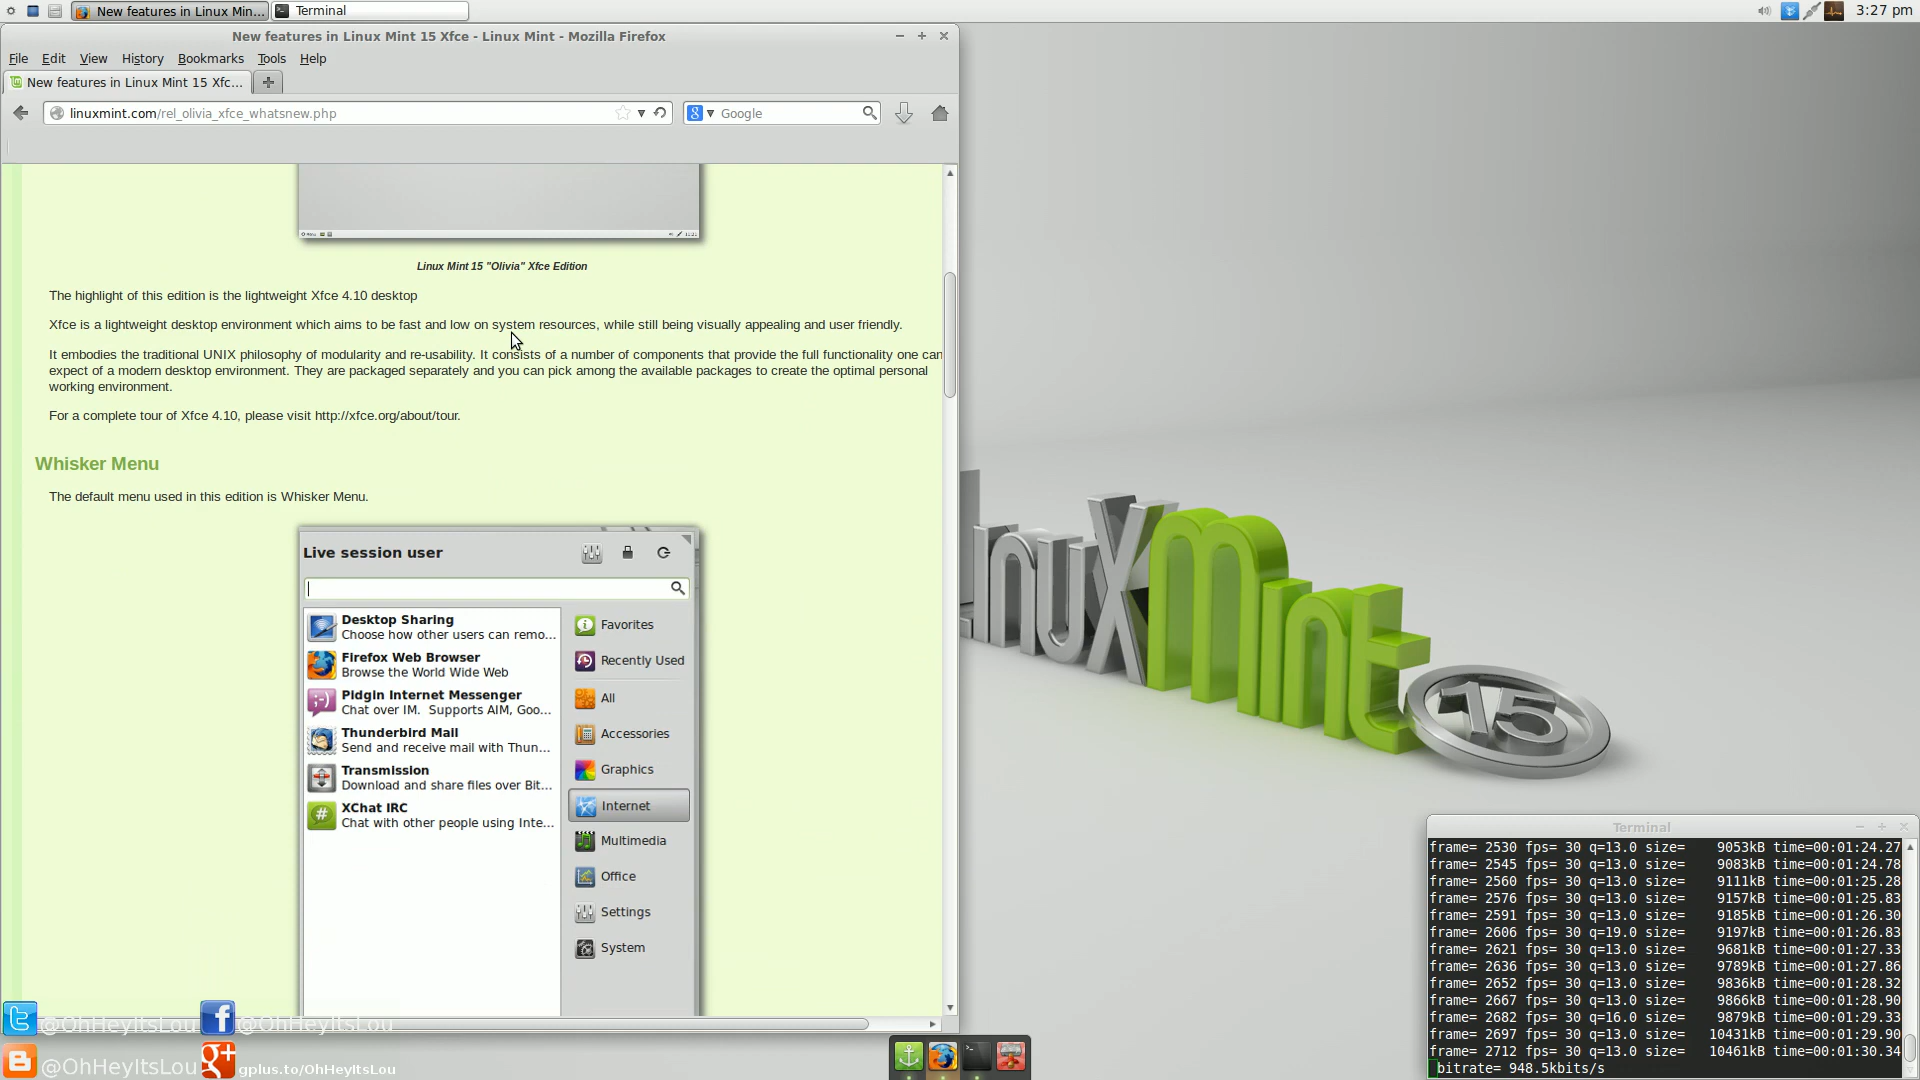 New features in Linux Min...
Terminal
3:27 pm
New features in Linux Mint 15 Xfce - Linux Mint - Mozilla Firefox
File Edit View History Bookmarks Tools Help
New features in Linux Mint 15 Xfc...
linuxmint.com/rel_olivia_xfce_whatsnew.php
Google
Linux Mint 15 "Olivia" Xfce Edition
The highlight of this edition is the lightweight Xfce 4.10 desktop
Xfce is a lightweight desktop environment which aims to be fast and low on system resources, while still being visually appealing and user friendly.
It embodies the traditional UNIX philosophy of modularity and re-usability. It consists of a number of components that provide the full functionality one can
expect of a modern desktop environment. They are packaged separately and you can pick among the available packages to create the optimal personal
working environment.
For a complete tour of Xfce 4.10, please visit http://xfce.org/about/tour.
Whisker Menu
The default menu used in this edition is Whisker Menu.
Live session user
Desktop Sharing
Choose how other users can remo...
Firefox Web Browser
Browse the World Wide Web
Pidgin Internet Messenger
Chat over IM. Supports AIM, Goo...
Thunderbird Mail
Send and receive mail with Thun...
Transmission
Download and share files over Bit...
XChat IRC
Chat with other people using Inte...
Favorites
Recently Used
All
Accessories
Graphics
Internet
Multimedia
Office
Settings
System
@OhHeyItsLou
@OhHeyItsLou
@OhHeyItsLou
gplus.to/OhHeyItsLou
LinuxMint
15
Terminal
frame= 2530 fps= 30 q=13.0 size= 9053kB time=00:01:24.27
frame= 2545 fps= 30 q=13.0 size= 9083kB time=00:01:24.78
frame= 2560 fps= 30 q=13.0 size= 9111kB time=00:01:25.28
frame= 2576 fps= 30 q=13.0 size= 9157kB time=00:01:25.83
frame= 2591 fps= 30 q=13.0 size= 9185kB time=00:01:26.30
frame= 2606 fps= 30 q=19.0 size= 9197kB time=00:01:26.83
frame= 2621 fps= 30 q=13.0 size= 9681kB time=00:01:27.33
frame= 2636 fps= 30 q=13.0 size= 9789kB time=00:01:27.86
frame= 2652 fps= 30 q=13.0 size= 9836kB time=00:01:28.32
frame= 2667 fps= 30 q=13.0 size= 9866kB time=00:01:28.90
frame= 2682 fps= 30 q=16.0 size= 9879kB time=00:01:29.33
frame= 2697 fps= 30 q=13.0 size= 10431kB time=00:01:29.90
frame= 2712 fps= 30 q=13.0 size= 10461kB time=00:01:30.34
bitrate= 948.5kbits/s